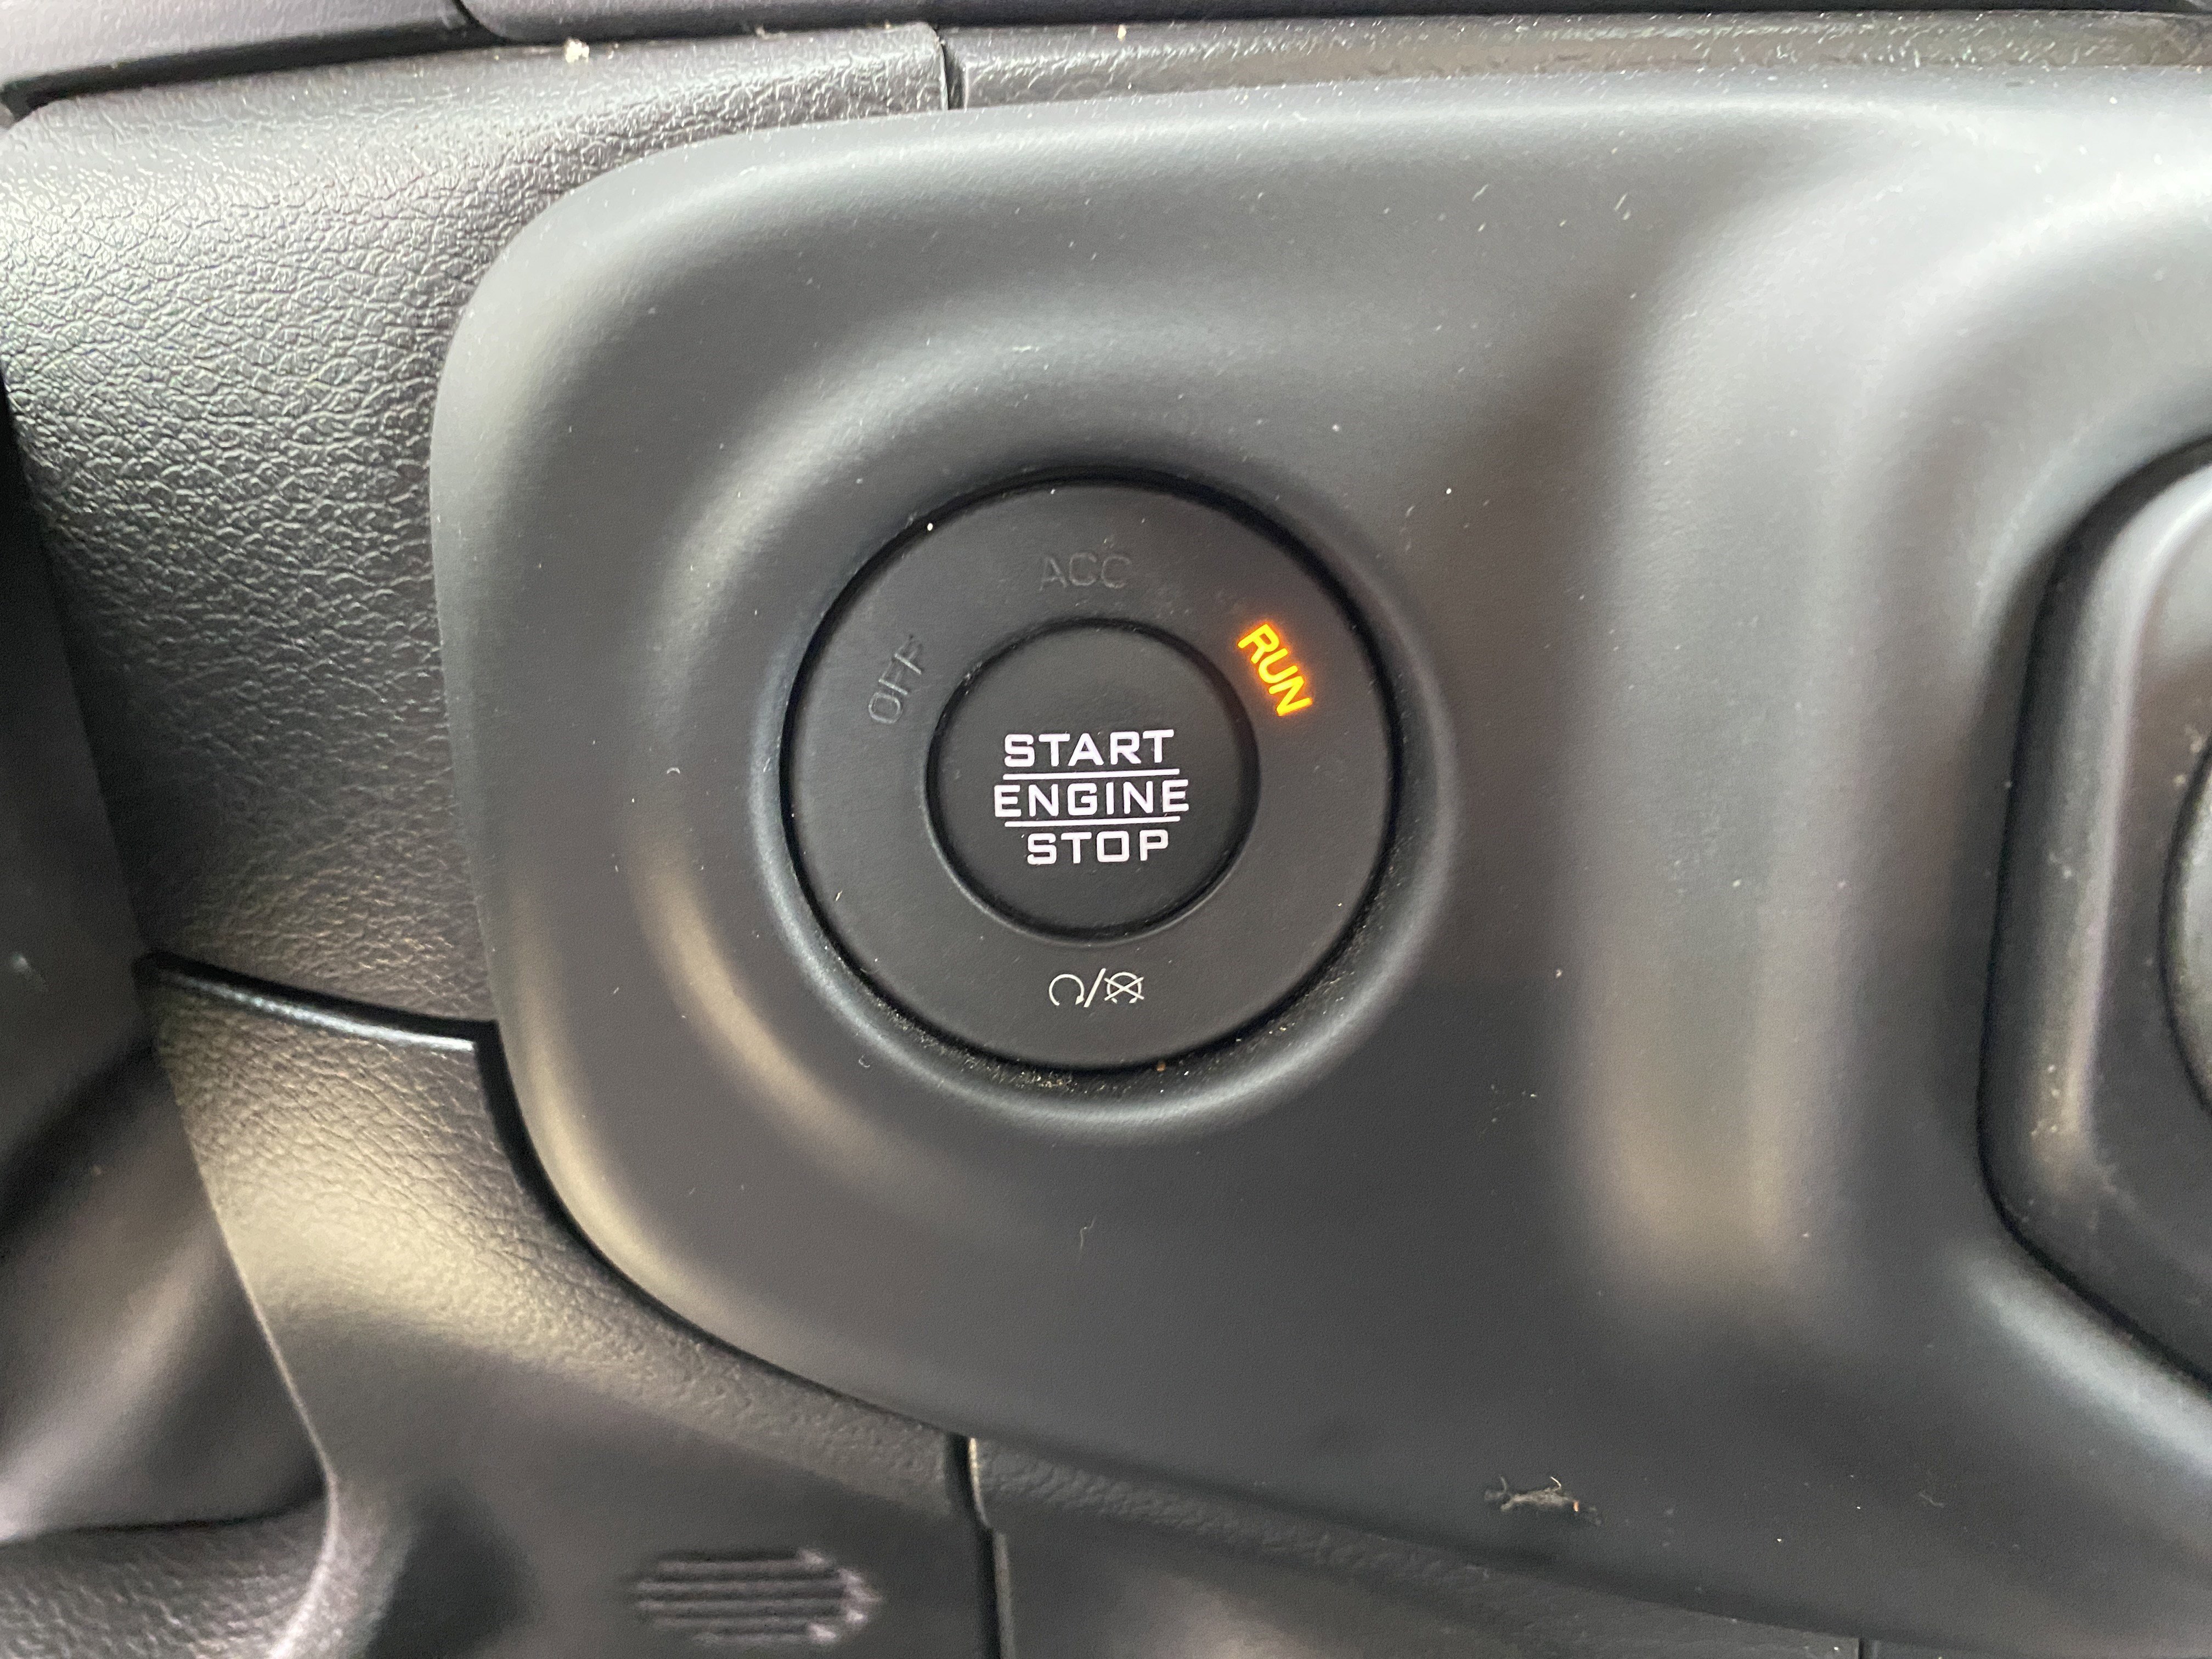 ACC
OFF
RUN
START
ENGINE
STOP